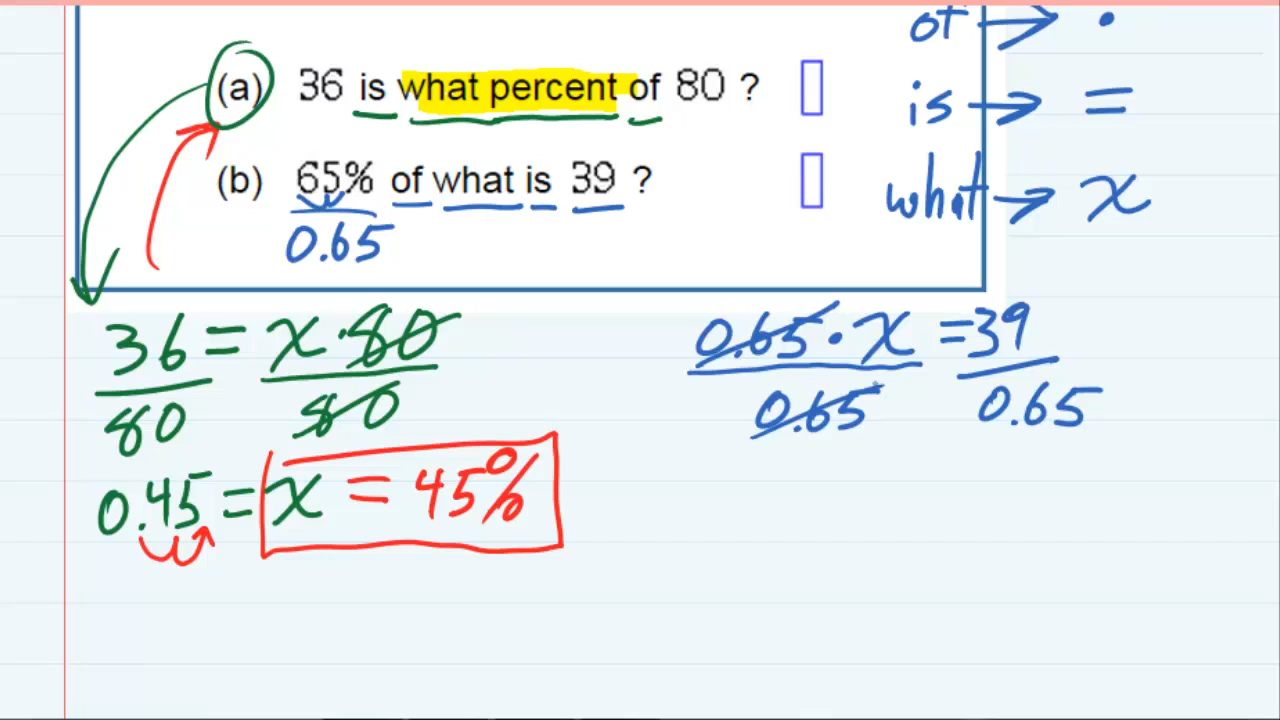 of → ·
(a) 36 is what percent of 80 ?
is → =
(b) 65% of what is 39 ?
what → x
0.65
36 = x · 80
80 80
0.45 = x = 45%
0.65 · x = 39
0.65 0.65